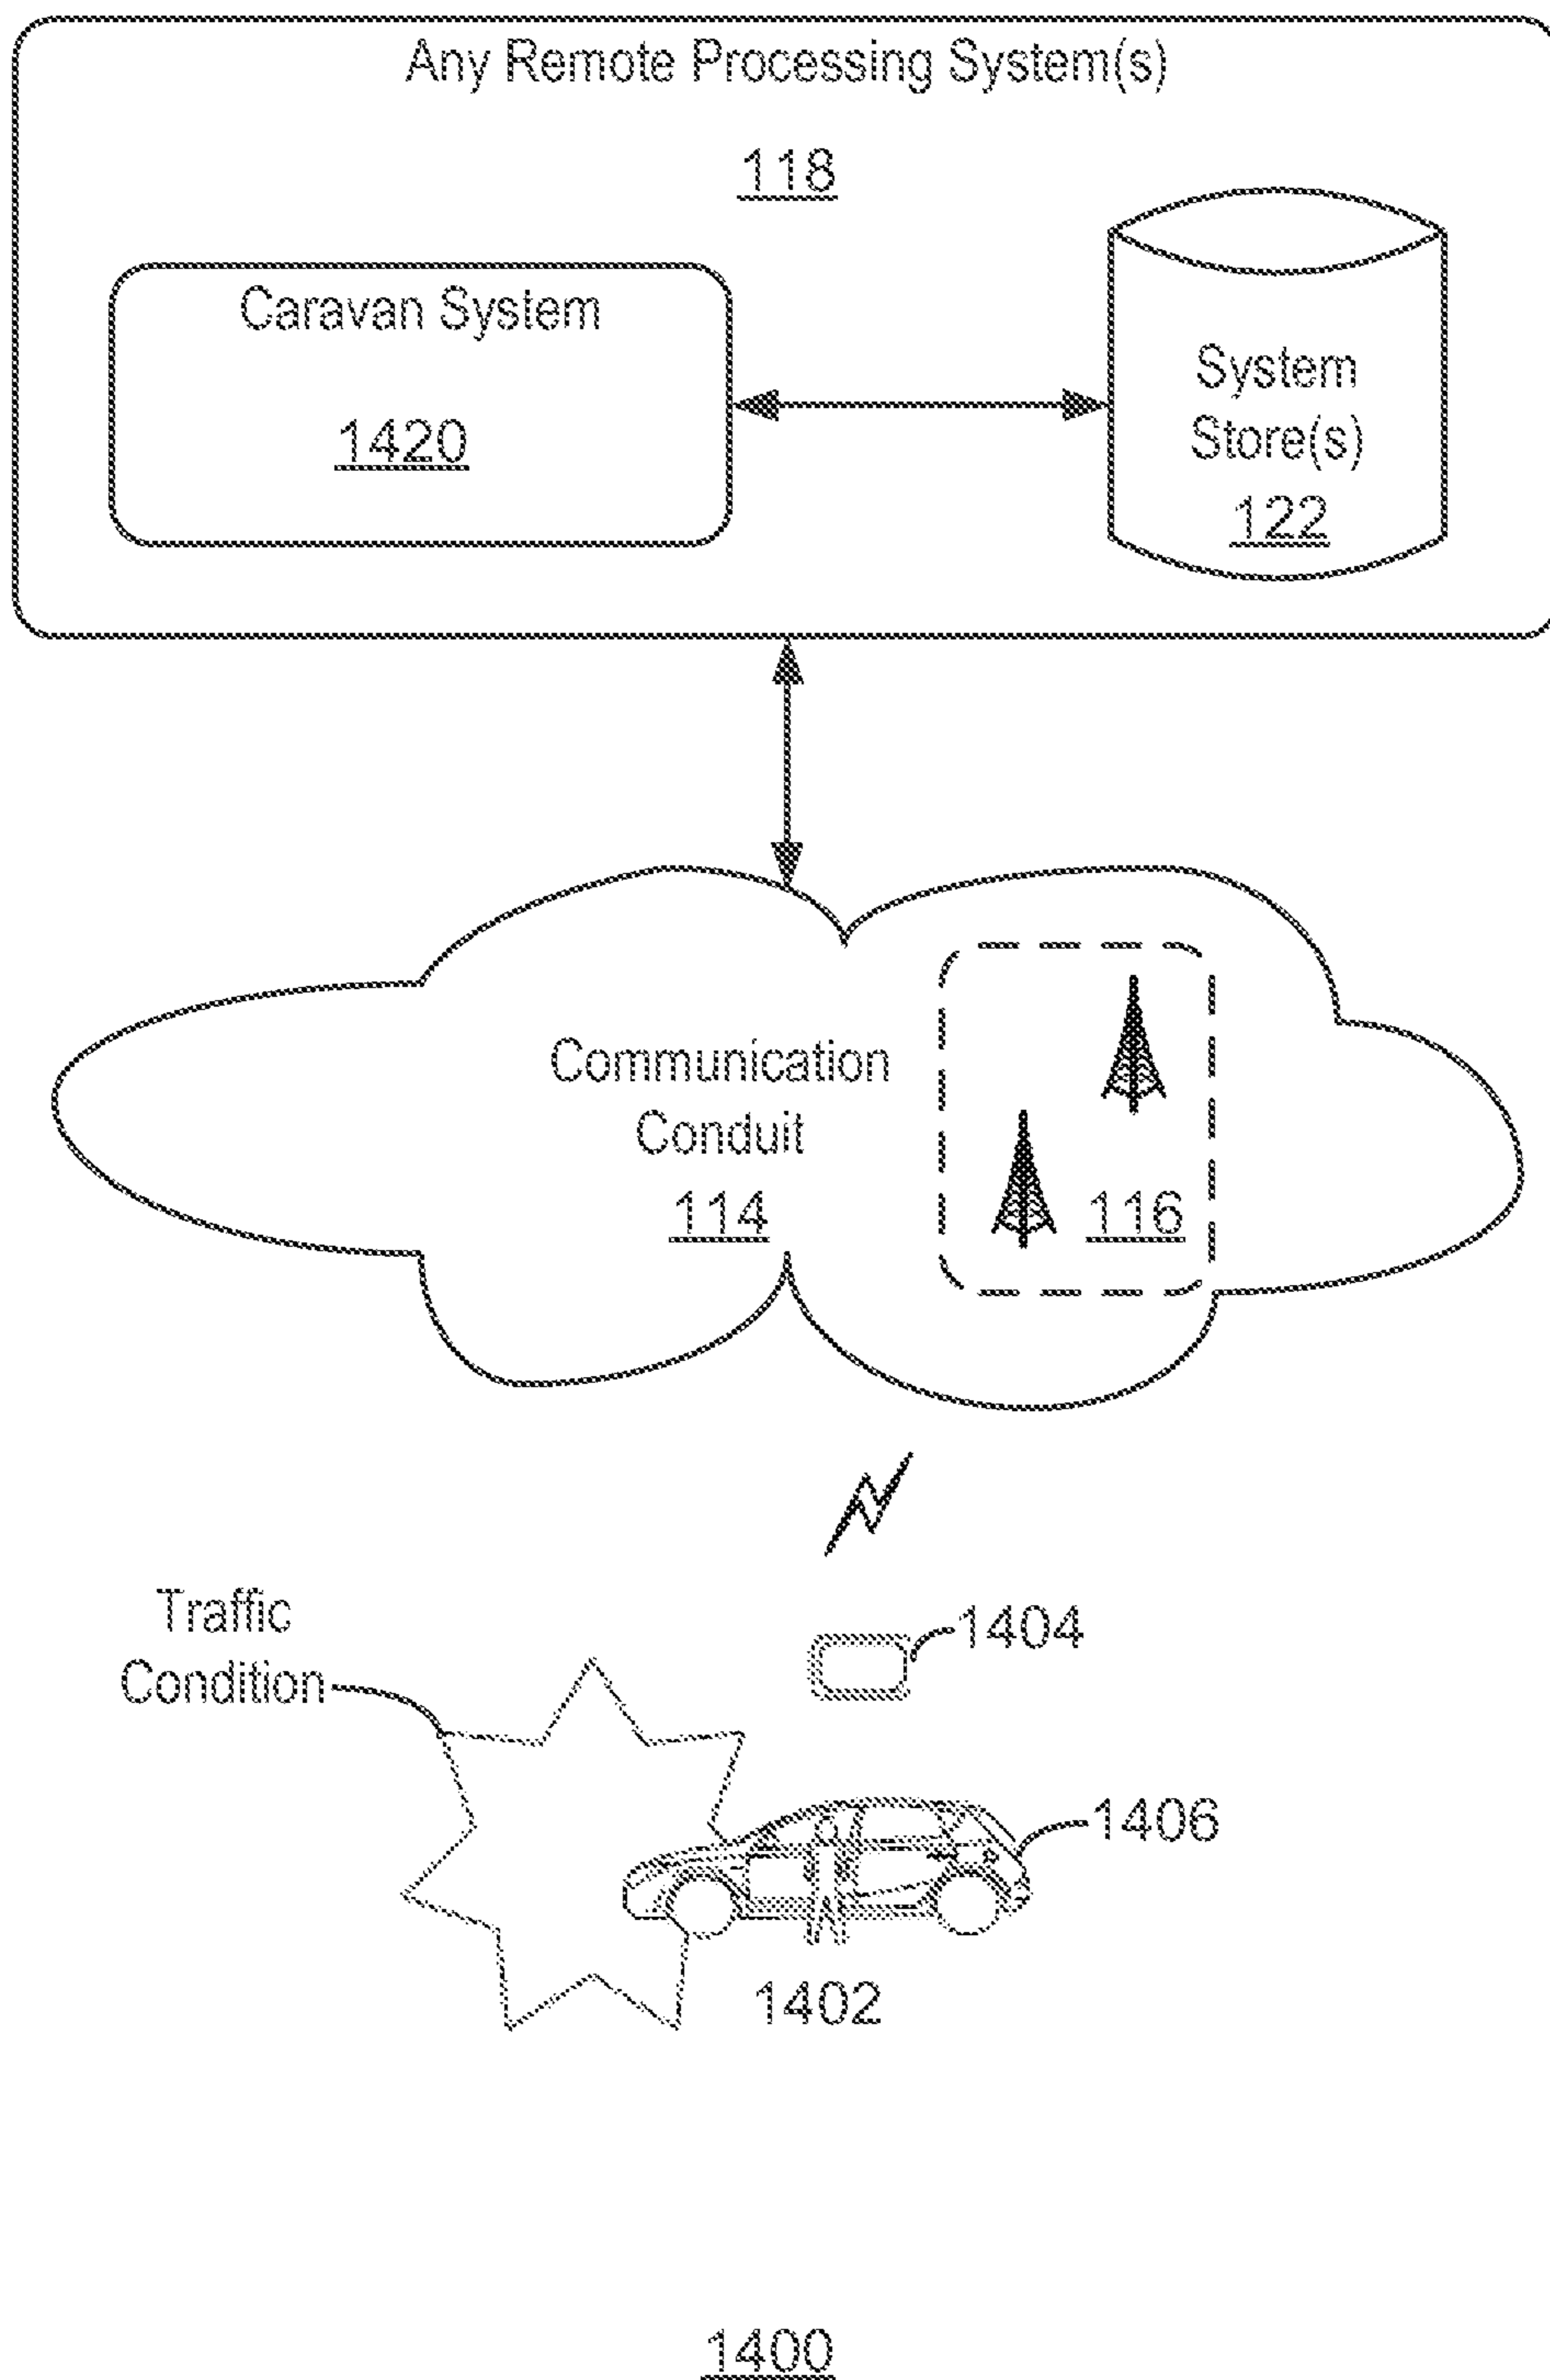 Any Remote Processing System(s)
118
Caravan System
1420
System
Store(s)
122
Communication
Conduit
114
116
Traffic
Condition
1404
1406
1402
1400